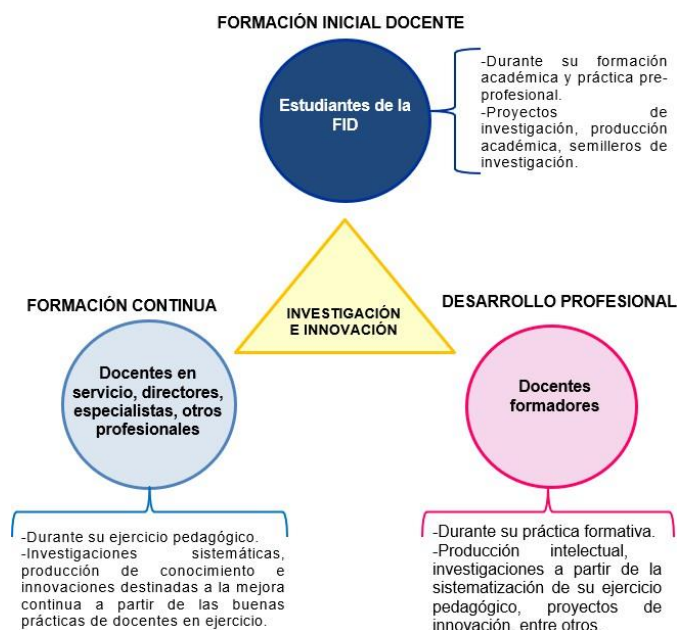 FORMACIÓN INICIAL DOCENTE
Estudiantes de la
FID
-Durante su formación
académica y práctica pre-
profesional.
-Proyectos de
investigación, producción
académica, semilleros de
investigación.
INVESTIGACIÓN
E INNOVACIÓN
FORMACIÓN CONTINUA
Docentes en
servicio, directores,
especialistas, otros
profesionales
-Durante su ejercicio pedagógico.
-Investigaciones sistemáticas,
producción de conocimiento e
innovaciones destinadas a la mejora
continua a partir de las buenas
prácticas de docentes en ejercicio.
DESARROLLO PROFESIONAL
Docentes
formadores
-Durante su práctica formativa.
-Producción intelectual,
investigaciones a partir de la
sistematización de su ejercicio
pedagógico, proyectos de
innovación, entre otros